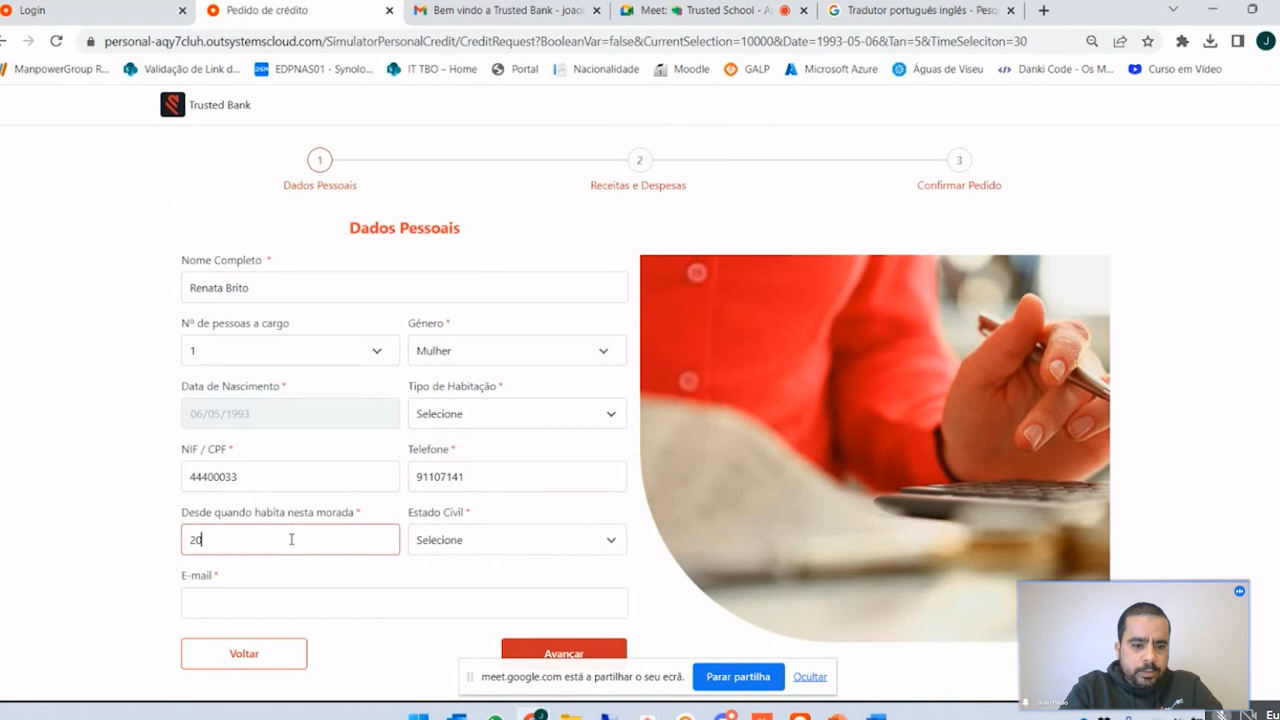 Login
Pedido de crédito
Bem vindo a Trusted Bank - joao
Meet: Trusted School - Ap
Tradutor português inglês - Pesq
personal-aqy7cluh.outsystemscloud.com/SimulatorPersonalCredit/CreditRequest?BooleanVar=false&CurrentSelection=10000&Date=1993-05-06&Tan=5&TimeSeleciton=30
J
ManpowerGroup R...
Validação de Link d...
DSM
EDPNAS01 - Synolo...
IT TBO – Home
Portal
Nacionalidade
Moodle
GALP
Microsoft Azure
Águas de Viseu
Danki Code - Os M...
Curso em Vídeo
Trusted Bank
1
2
3
Dados Pessoais
Receitas e Despesas
Confirmar Pedido
Dados Pessoais
Nome Completo *
Renata Brito
Nº de pessoas a cargo
Género *
1
Mulher
Data de Nascimento *
Tipo de Habitação *
06/05/1993
Selecione
NIF / CPF *
Telefone *
44400033
91107141
Desde quando habita nesta morada *
Estado Civil *
20
Selecione
E-mail *
Voltar
Avançar
meet.google.com está a partilhar o seu ecrã.
Parar partilha
Ocultar
João Paulo